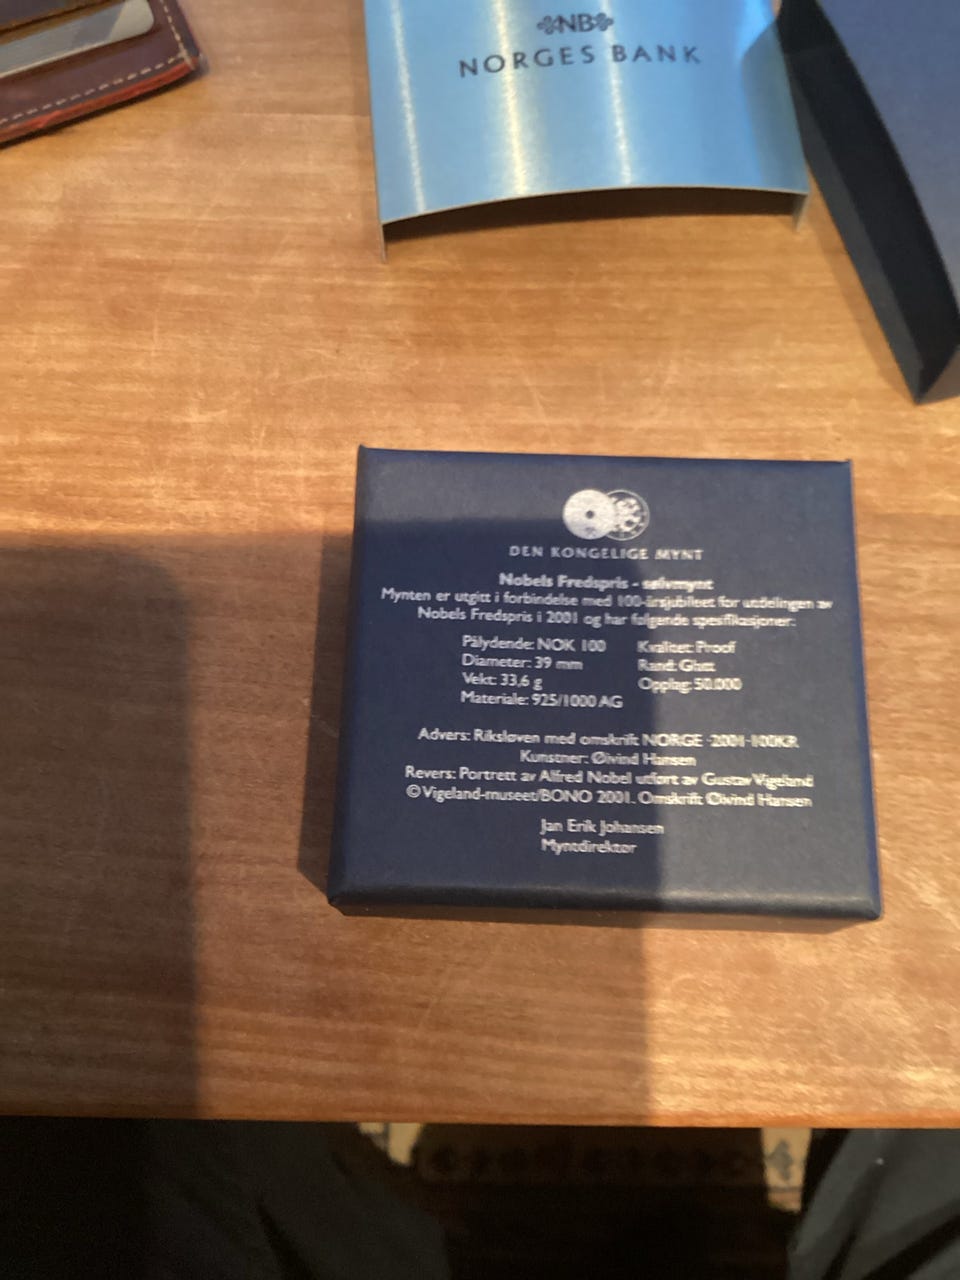 NB
NORGES BANK
DEN KONGELIGE MYNT
Nobels Fredspris - sølvmynt
Mynten er utgitt i forbindelse med 100-årsjubileet for utdelingen av
Nobels Fredspris i 2001 og har følgende spesifikasjoner:
Pålydende: NOK 100 Kvalitet: Proof
Diameter: 39 mm Rand: Glatt
Vekt: 33,6 g Opplag: 50.000
Materiale: 925/1000 AG
Advers: Riksløven med omskrift NORGE ·2001·100KR
Kunstner: Øivind Hansen
Revers: Portrett av Alfred Nobel utført av Gustav Vigeland
© Vigeland-museet/BONO 2001. Omskrift: Øivind Hansen
Jan Erik Johansen
Myntdirektør